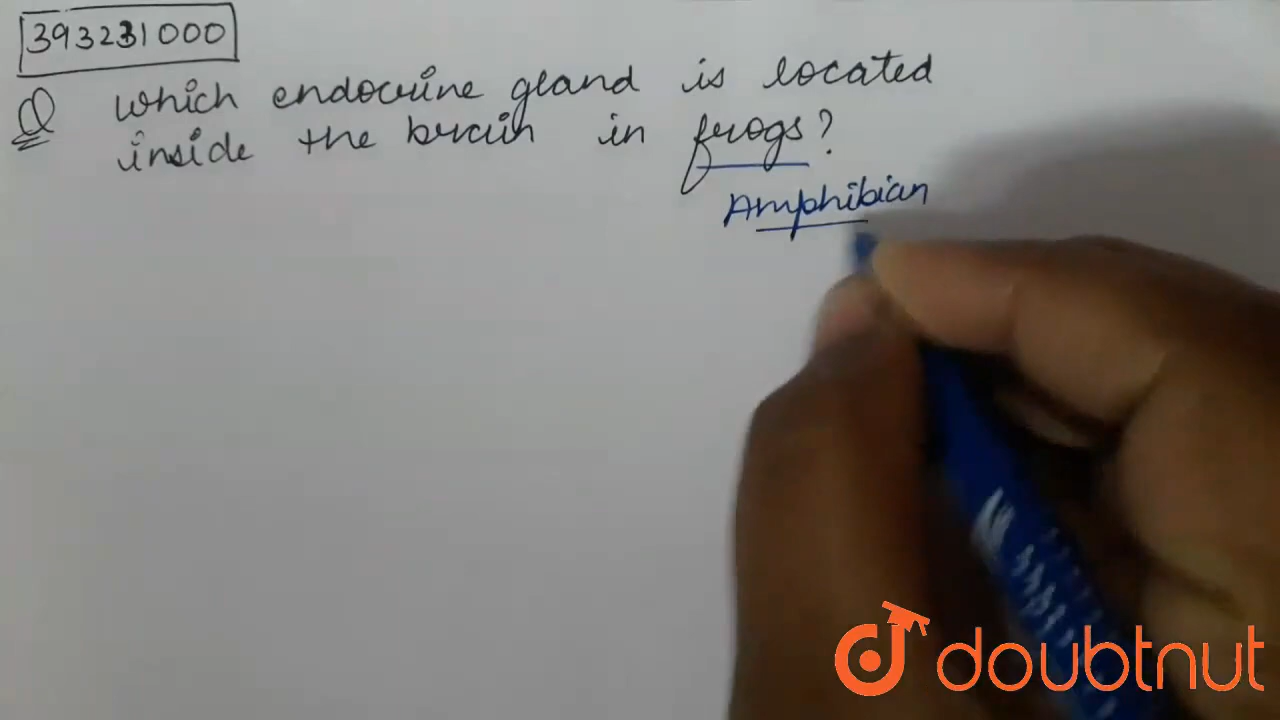 393231000
Q which endocrine gland is located
inside the brain in frogs?
Amphibian
doubtnut